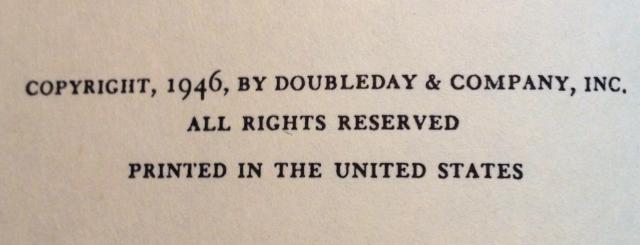 COPYRIGHT, 1946, BY DOUBLEDAY & COMPANY, INC.
ALL RIGHTS RESERVED
PRINTED IN THE UNITED STATES